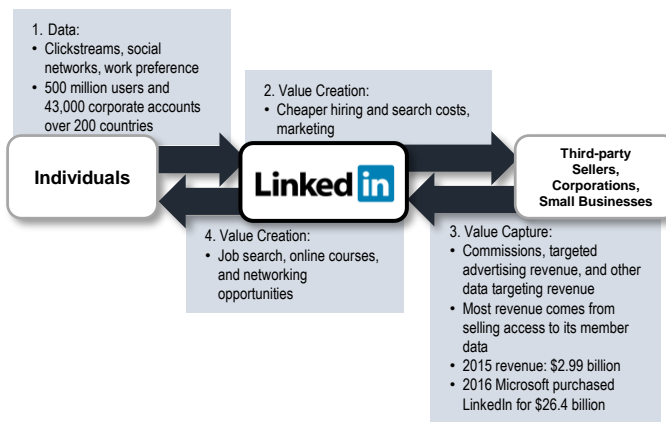 1. Data:
• Clickstreams, social
networks, work preference
• 500 million users and
43,000 corporate accounts
over 200 countries
2. Value Creation:
• Cheaper hiring and search costs,
marketing
Individuals
Linked in
Third-party
Sellers,
Corporations,
Small Businesses
4. Value Creation:
• Job search, online courses,
and networking
opportunities
3. Value Capture:
• Commissions, targeted
advertising revenue, and other
data targeting revenue
• Most revenue comes from
selling access to its member
data
• 2015 revenue: $2.99 billion
• 2016 Microsoft purchased
LinkedIn for $26.4 billion